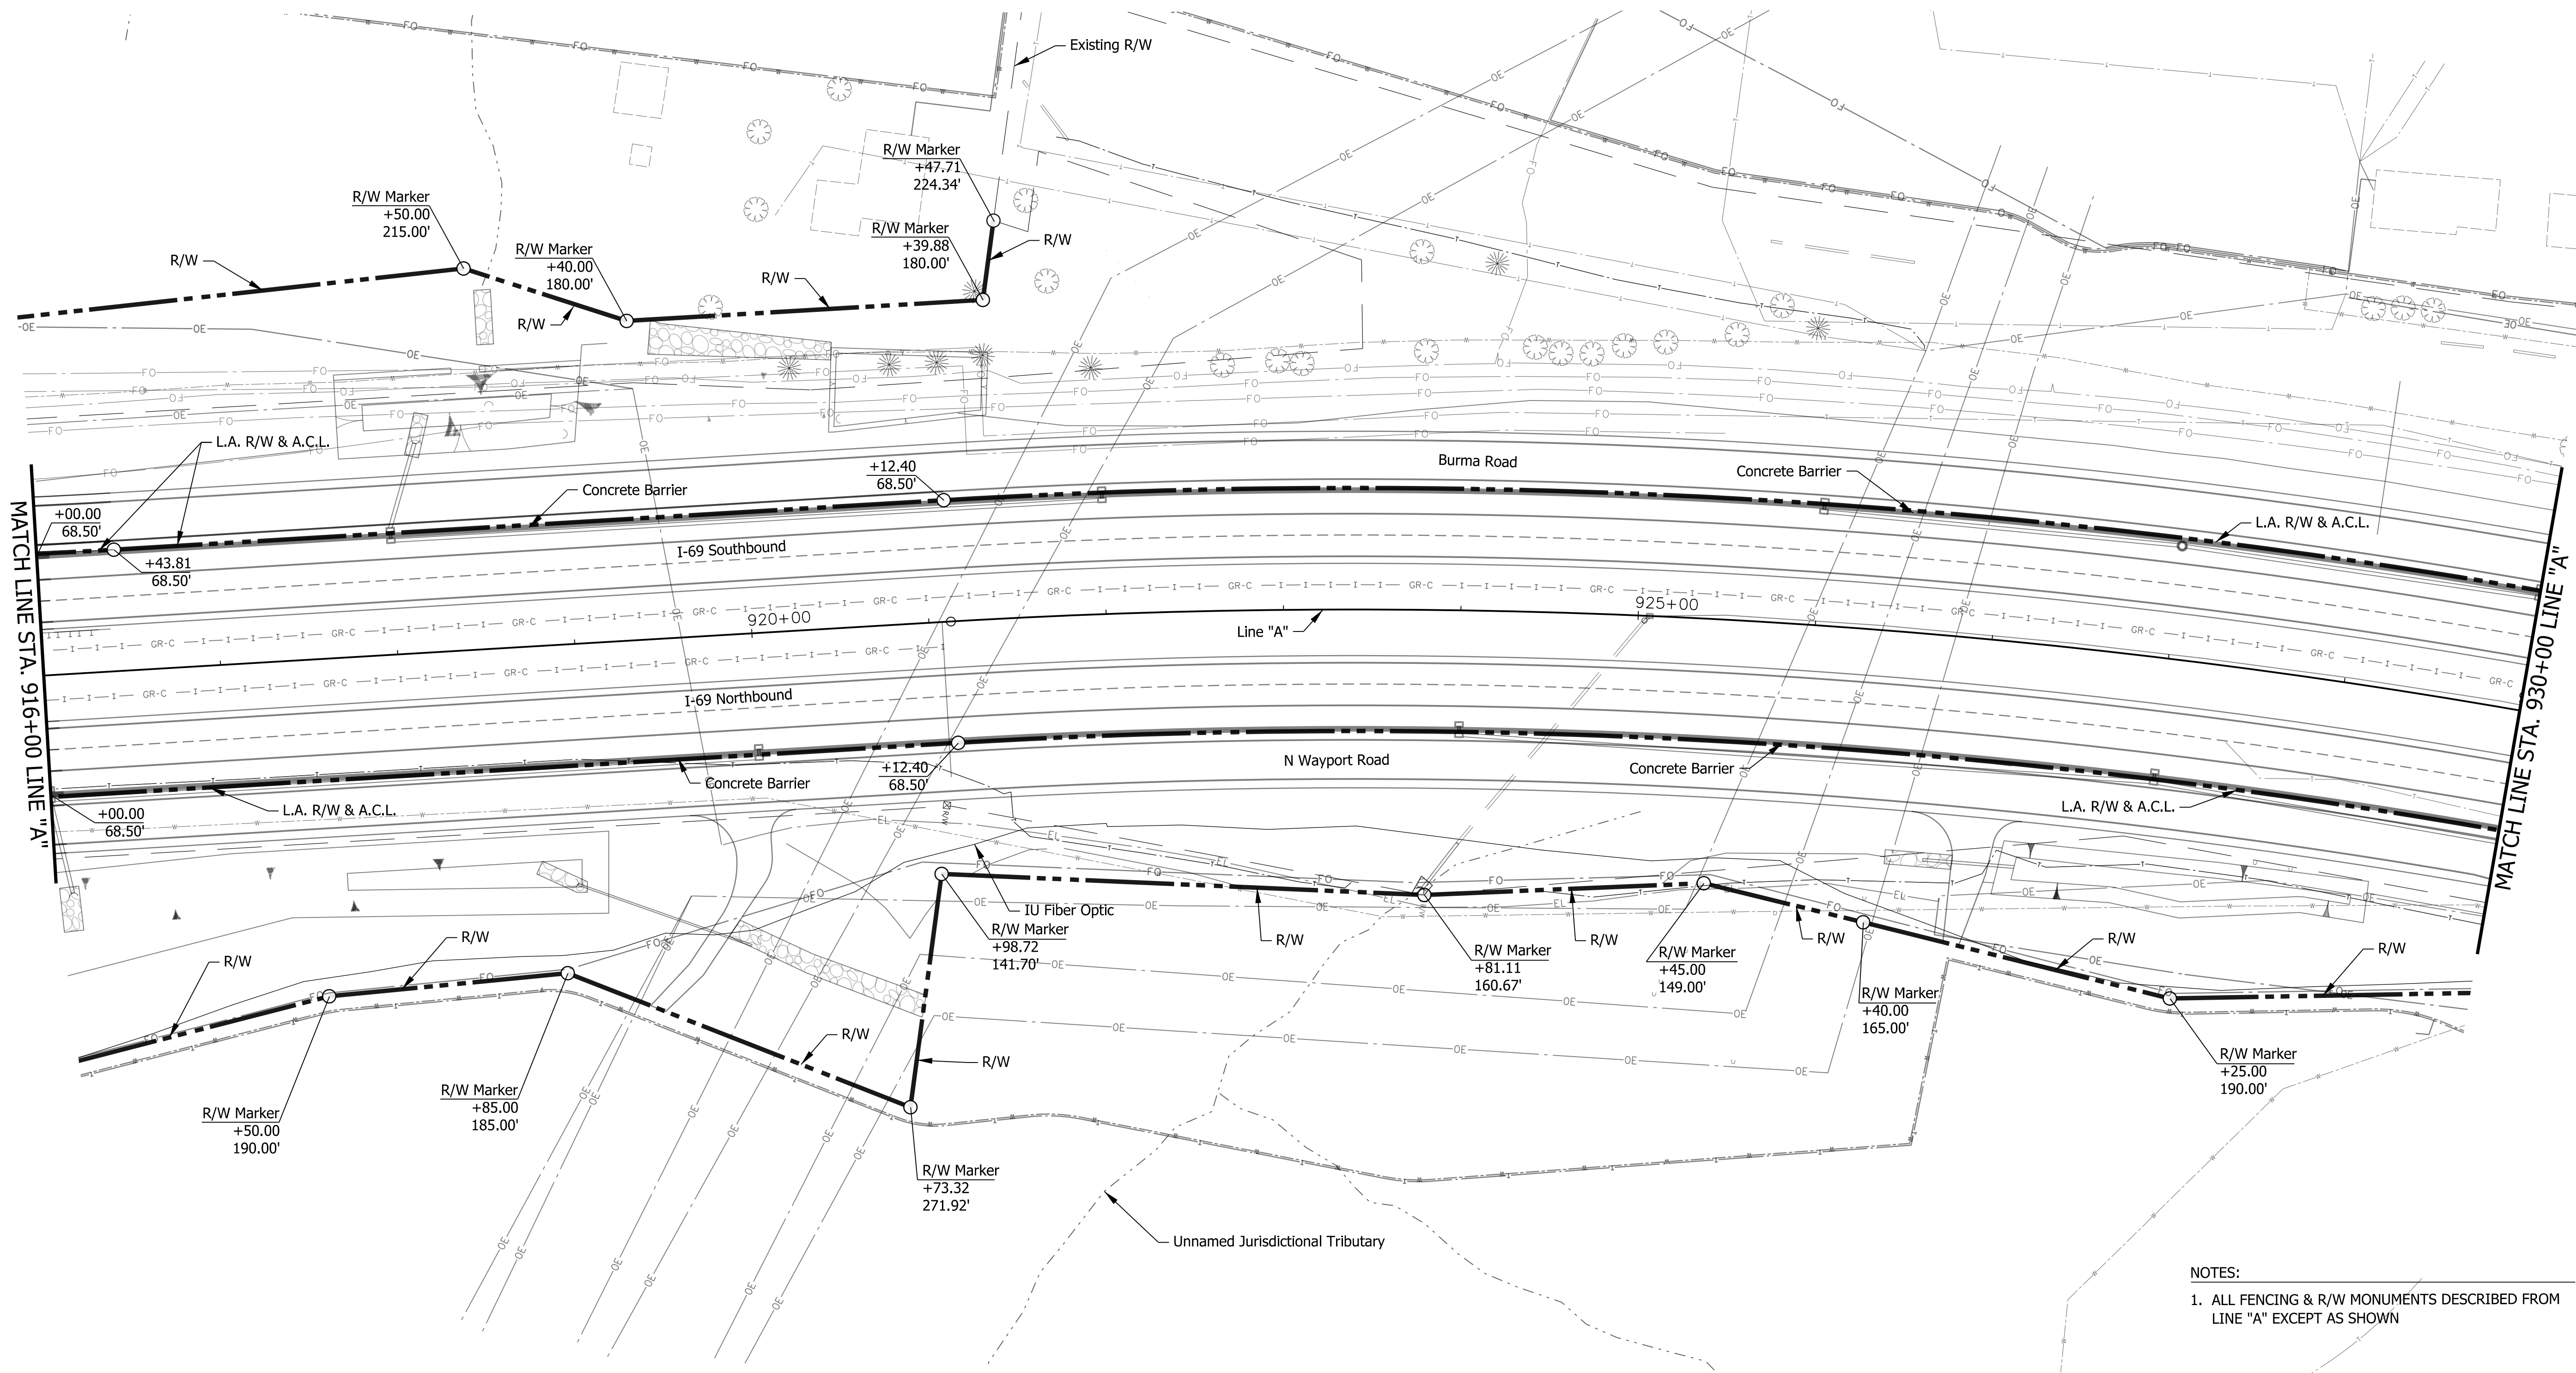 Existing R/W
R/W Marker
+47.71
224.34'
R/W Marker
+50.00
215.00'
R/W Marker
+39.88
180.00'
R/W
R/W Marker
+40.00
180.00'
R/W
R/W
R/W
L.A. R/W & A.C.L.
Burma Road
+12.40
68.50'
Concrete Barrier
Concrete Barrier
L.A. R/W & A.C.L.
+00.00
68.50'
+43.81
68.50'
I-69 Southbound
MATCH LINE STA. 916+00 LINE "A"
MATCH LINE STA. 930+00 LINE "A"
920+00
925+00
Line "A"
GR-C
I-69 Northbound
N Wayport Road
+12.40
68.50'
Concrete Barrier
Concrete Barrier
L.A. R/W & A.C.L.
L.A. R/W & A.C.L.
+00.00
68.50'
IU Fiber Optic
R/W Marker
+98.72
141.70'
R/W
R/W Marker
+81.11
160.67'
R/W
R/W Marker
+45.00
149.00'
R/W
R/W Marker
+40.00
165.00'
R/W
R/W
R/W
R/W
R/W
R/W
R/W Marker
+25.00
190.00'
R/W Marker
+50.00
190.00'
R/W Marker
+85.00
185.00'
R/W Marker
+73.32
271.92'
Unnamed Jurisdictional Tributary
NOTES:
1. ALL FENCING & R/W MONUMENTS DESCRIBED FROM
LINE "A" EXCEPT AS SHOWN